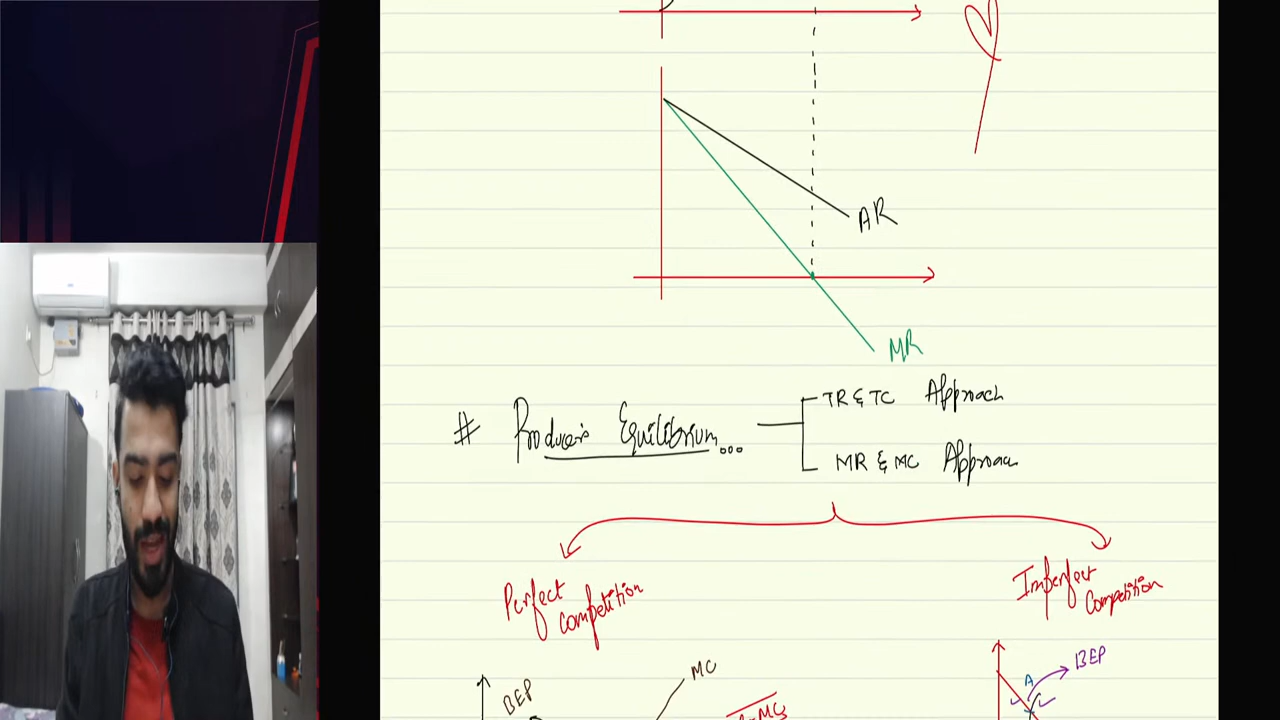 AR
MR
# Producer's Equilibrium...
TR & TC Approach
MR & MC Approach
Perfect
Competition
Imperfect
Competition
MC
BEP
BEP
A